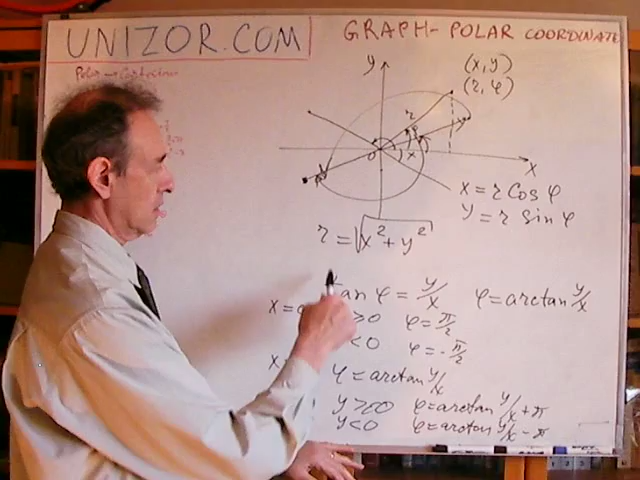 UNIZOR.COM
GRAPH- POLAR COORDINATE
Polar → Cartesian
y
(x, y)
(r, φ)
r
φ
0
x
X
x = r cos φ
y = r sin φ
r = √x² + y²
tan φ = y/x φ = arctan y/x
x =
>0 φ = π/2
<0 φ = -π/2
x
φ = arctan y/x
y>0 φ = arctan y/x + π
y<0 φ = arctan y/x - π